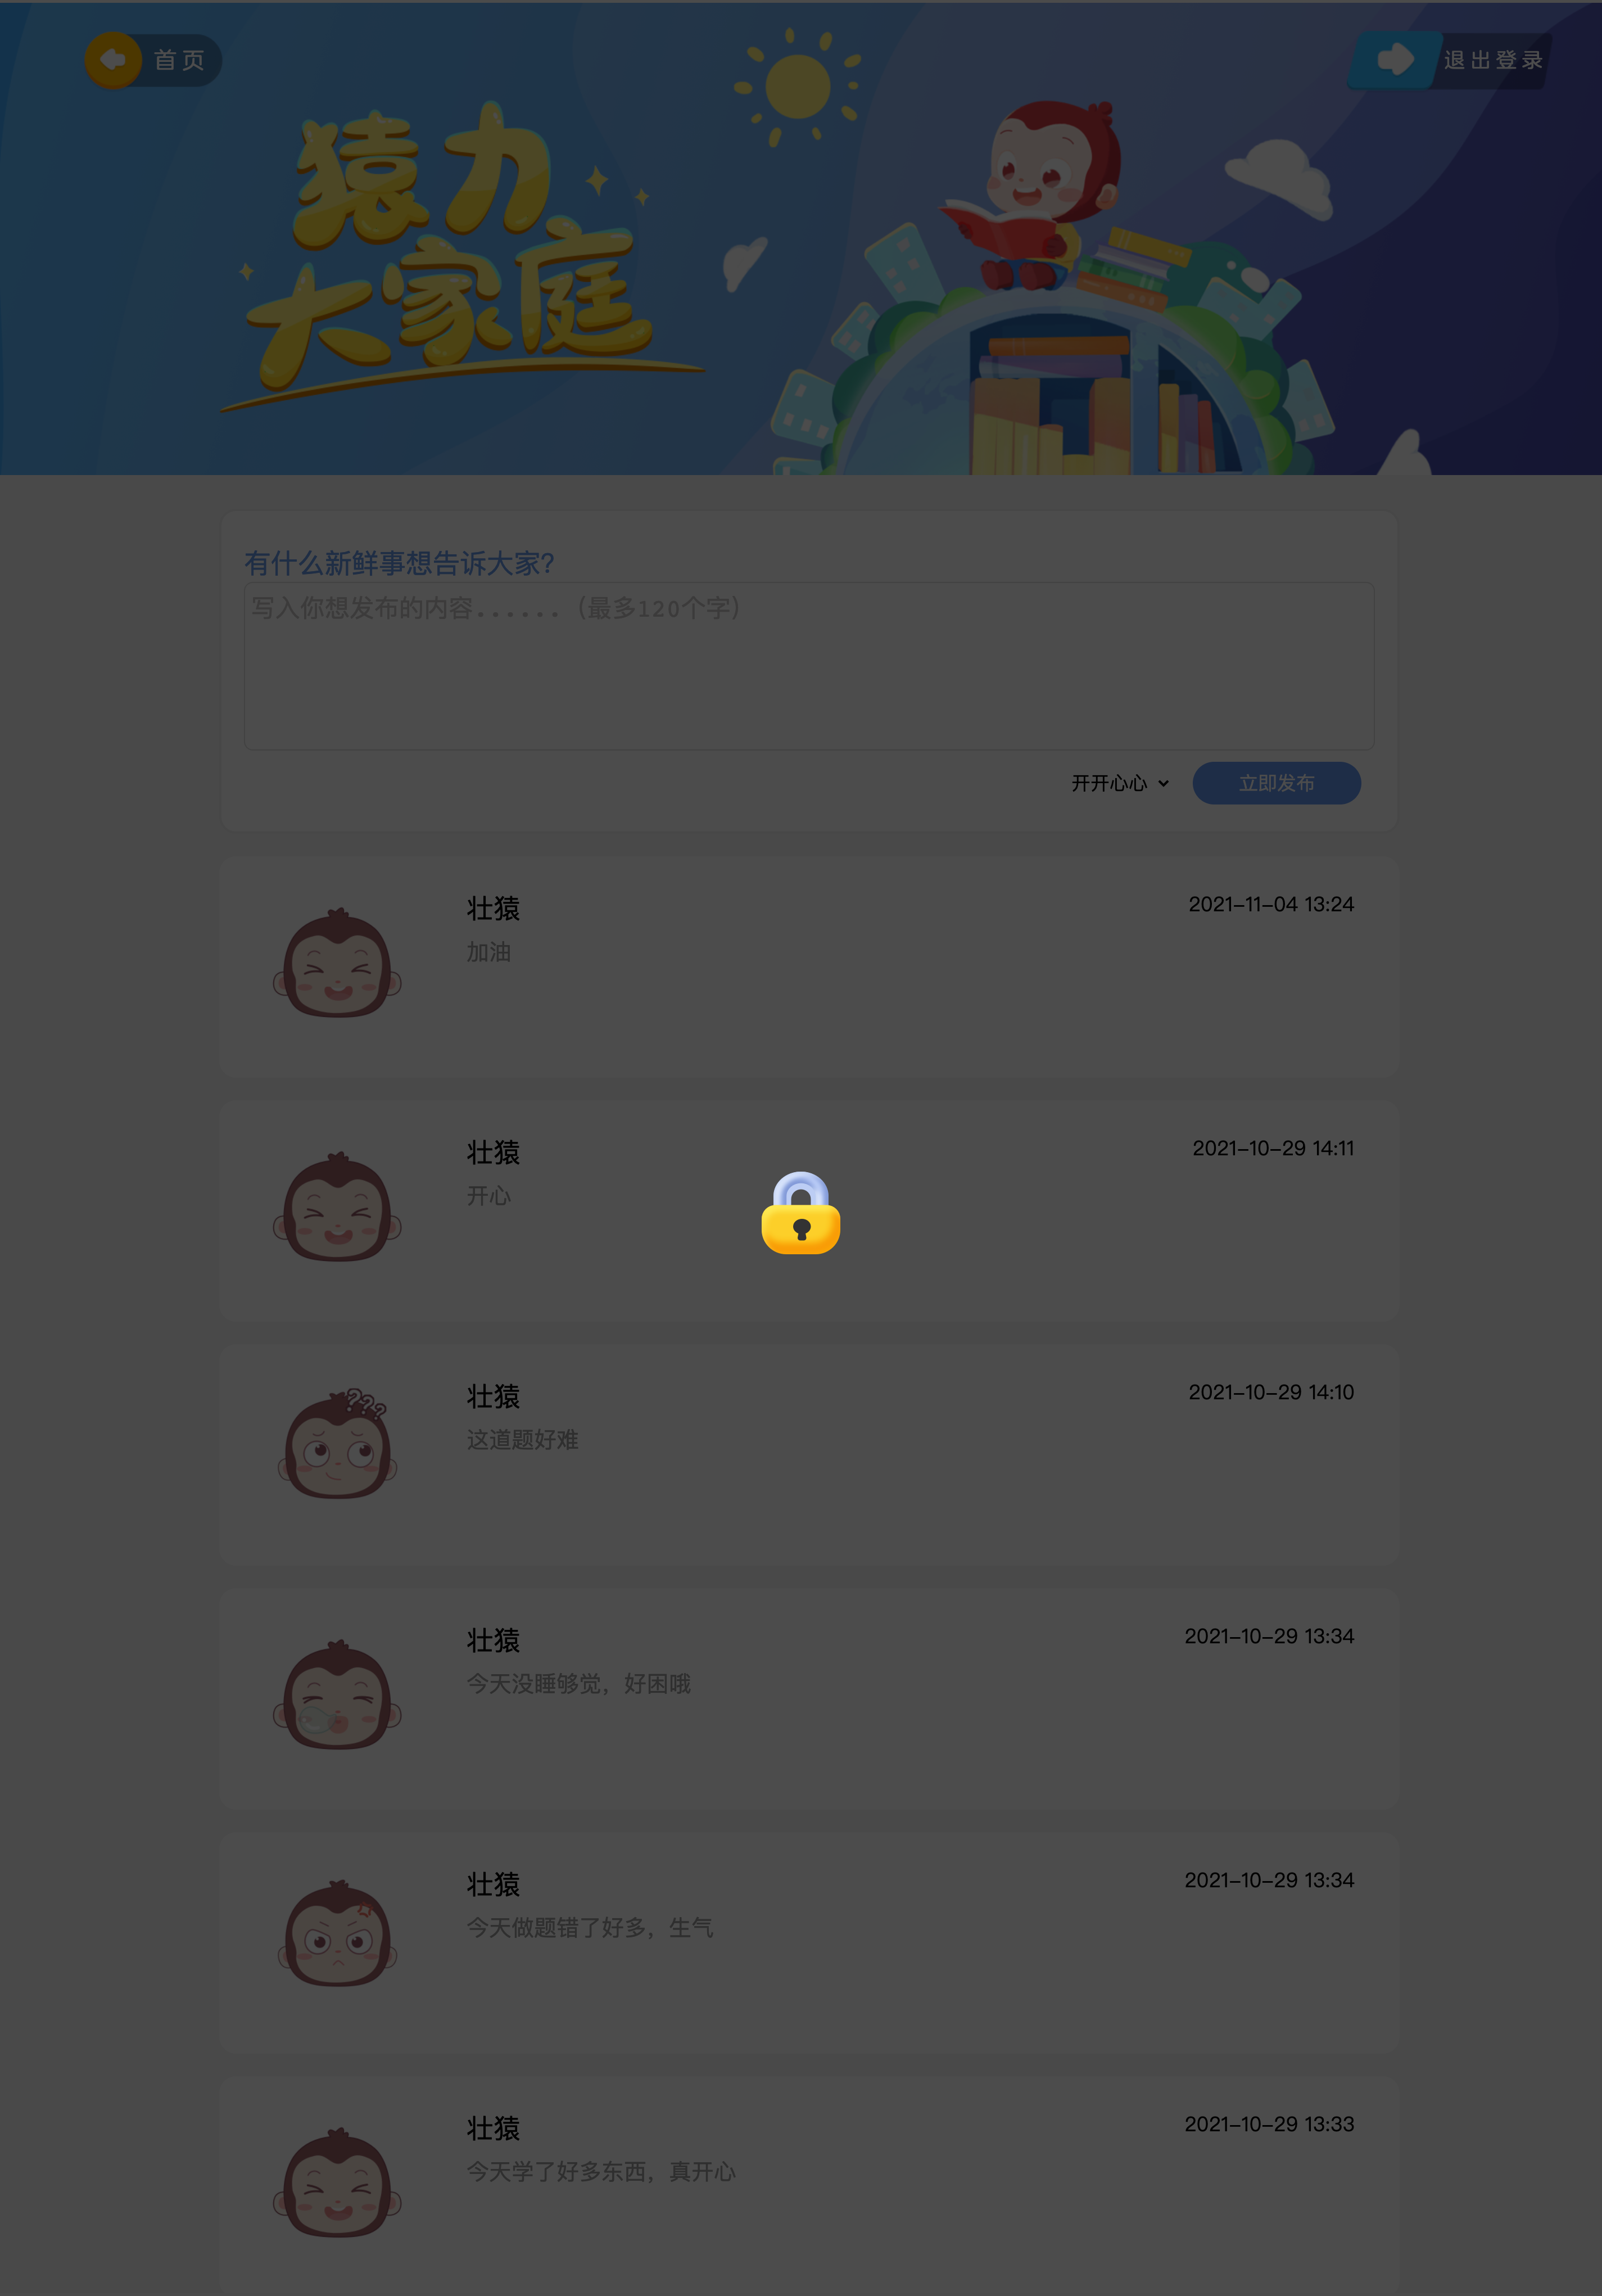 首页
退出登录
猿力
大家庭
有什么新鲜事想告诉大家?
写入你想发布的内容......（最多120个字）
开开心心
立即发布
壮猿
2021-11-04 13:24
加油
壮猿
2021-10-29 14:11
开心
壮猿
2021-10-29 14:10
???
这道题好难
壮猿
2021-10-29 13:34
今天没睡够觉，好困哦
壮猿
2021-10-29 13:34
今天做题错了好多，生气
壮猿
2021-10-29 13:33
今天学了好多东西，真开心